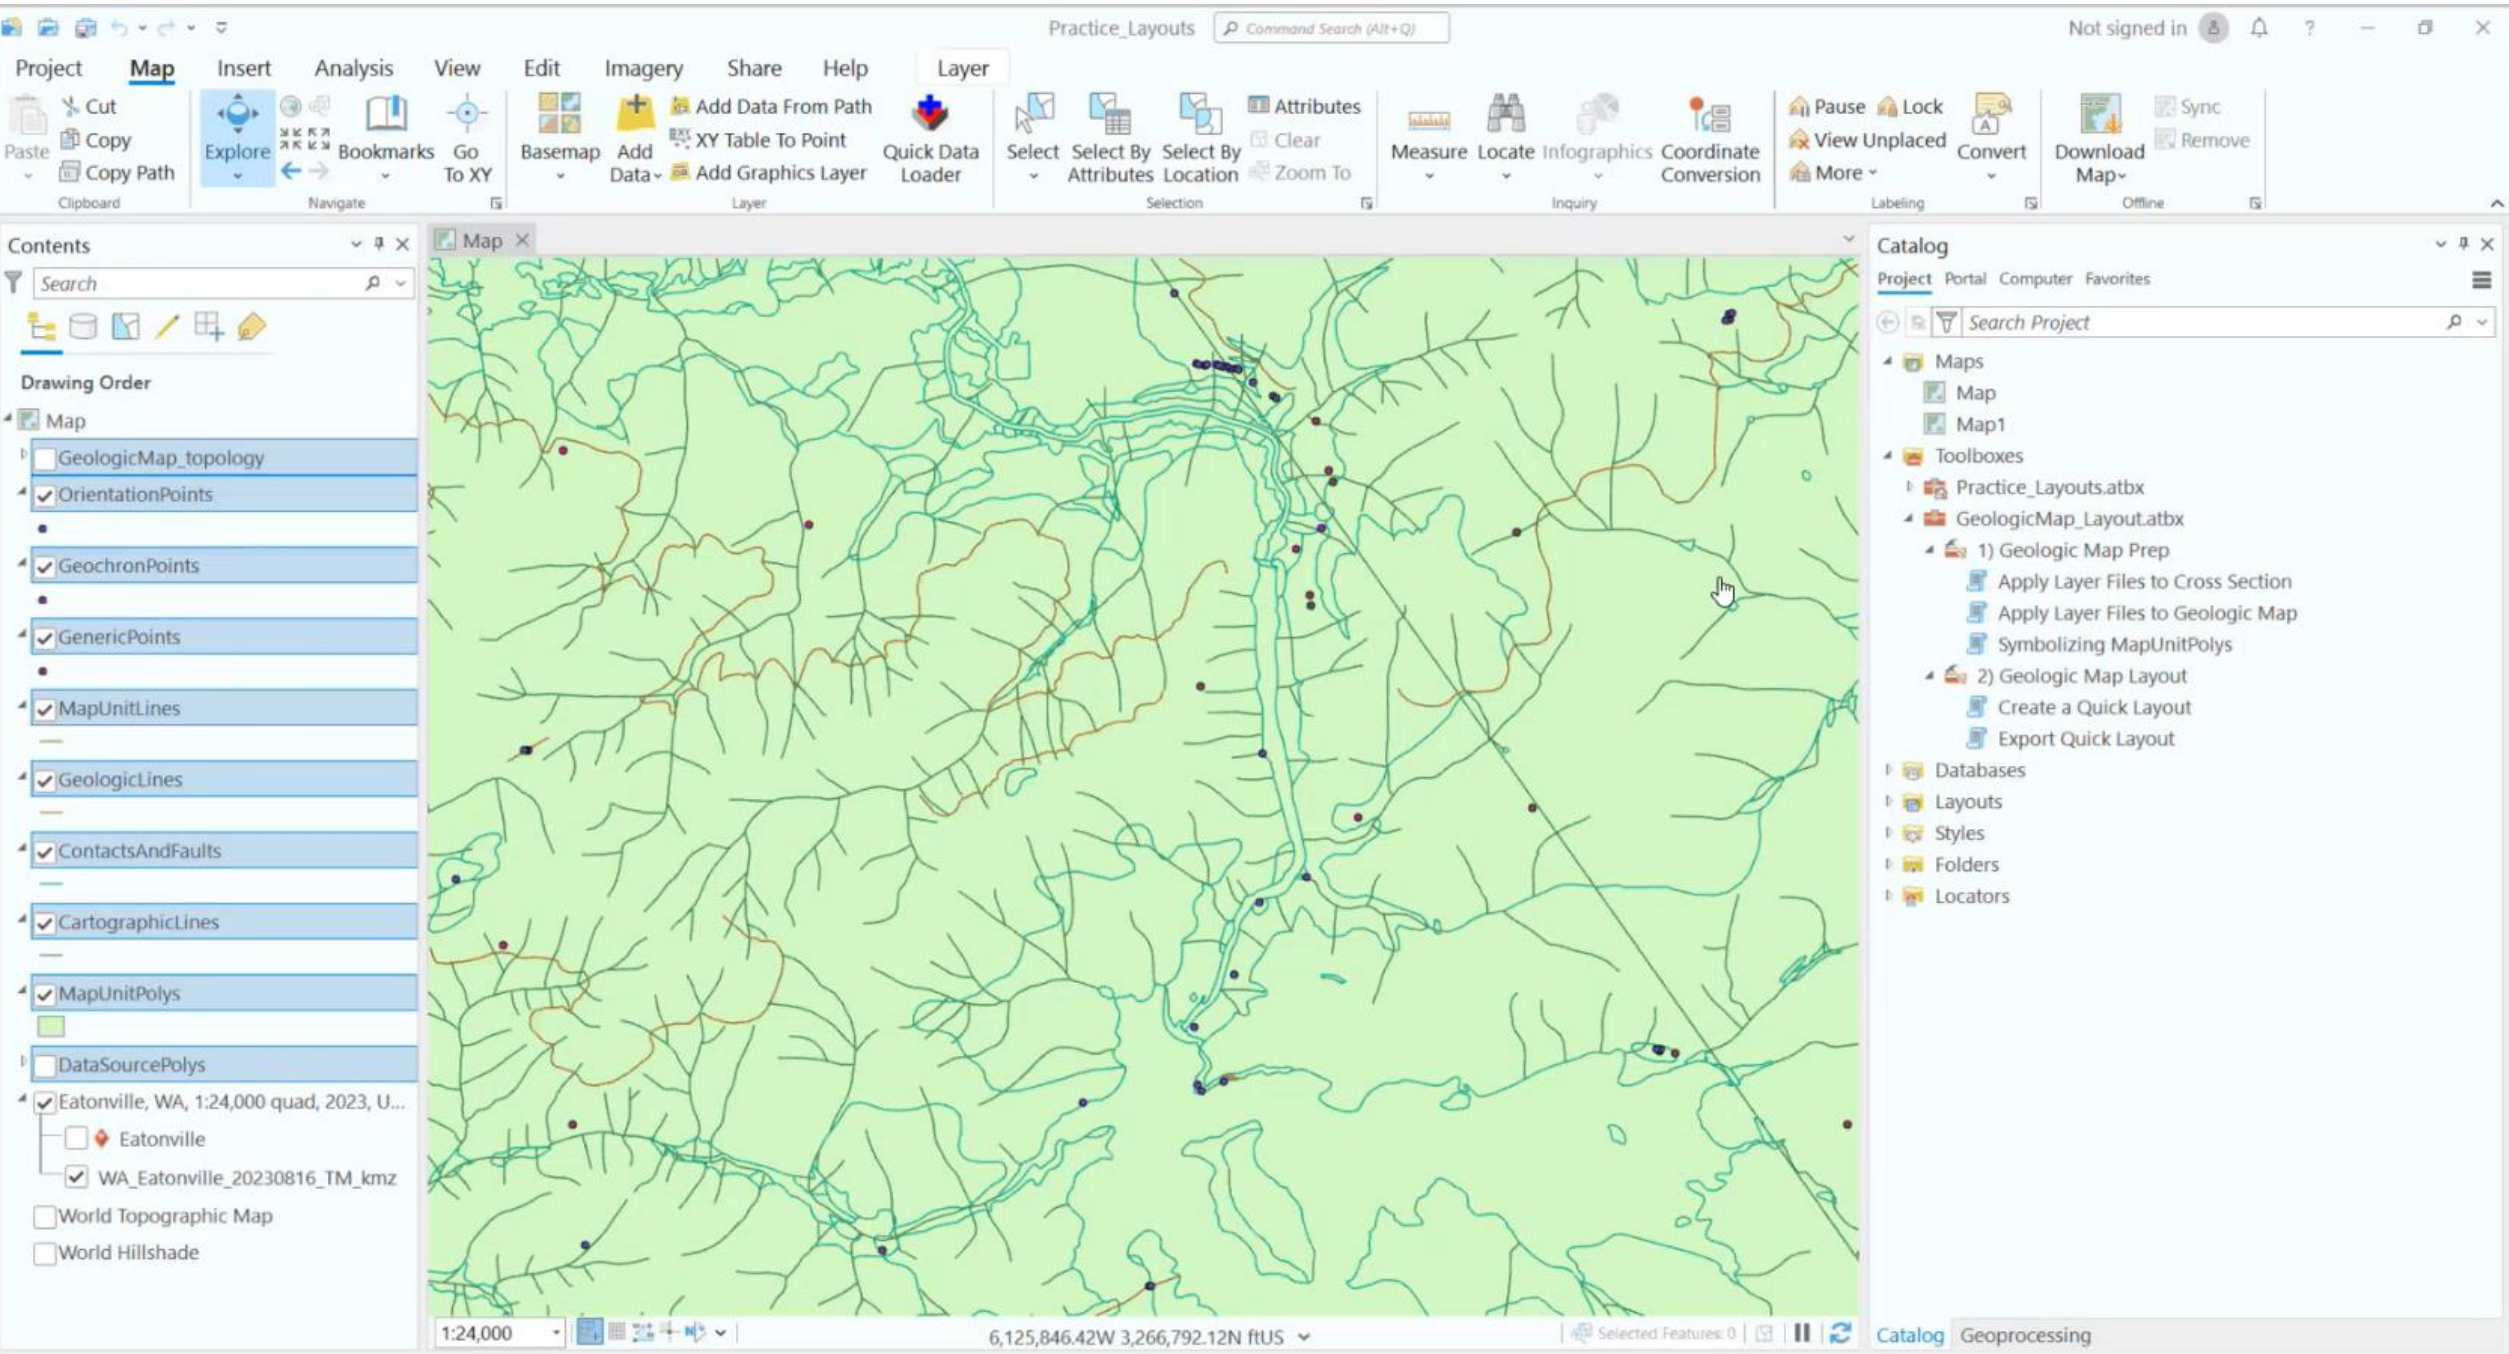 Practice_Layouts
Command Search (Alt+Q)
Not signed in
Project Map Insert Analysis View Edit Imagery Share Help Layer
Paste
Cut
Copy
Copy Path
Clipboard
Explore
Bookmarks
Go To XY
Navigate
Basemap
Add Data
Add Data From Path
XY Table To Point
Add Graphics Layer
Quick Data Loader
Layer
Select
Select By Attributes
Select By Location
Attributes
Clear
Zoom To
Selection
Measure
Locate
Infographics
Coordinate Conversion
Inquiry
Pause
Lock
View Unplaced
More
Convert
Labeling
Download Map
Sync
Remove
Offline
Contents
Search
Drawing Order
Map
GeologicMap_topology
OrientationPoints
GeochronPoints
GenericPoints
MapUnitLines
GeologicLines
ContactsAndFaults
CartographicLines
MapUnitPolys
DataSourcePolys
Eatonville, WA, 1:24,000 quad, 2023, U...
Eatonville
WA_Eatonville_20230816_TM_kmz
World Topographic Map
World Hillshade
Map
1:24,000
6,125,846.42W 3,266,792.12N ftUS
Selected Features: 0
Catalog
Project Portal Computer Favorites
Search Project
Maps
Map
Map1
Toolboxes
Practice_Layouts.atbx
GeologicMap_Layout.atbx
1) Geologic Map Prep
Apply Layer Files to Cross Section
Apply Layer Files to Geologic Map
Symbolizing MapUnitPolys
2) Geologic Map Layout
Create a Quick Layout
Export Quick Layout
Databases
Layouts
Styles
Folders
Locators
Catalog Geoprocessing